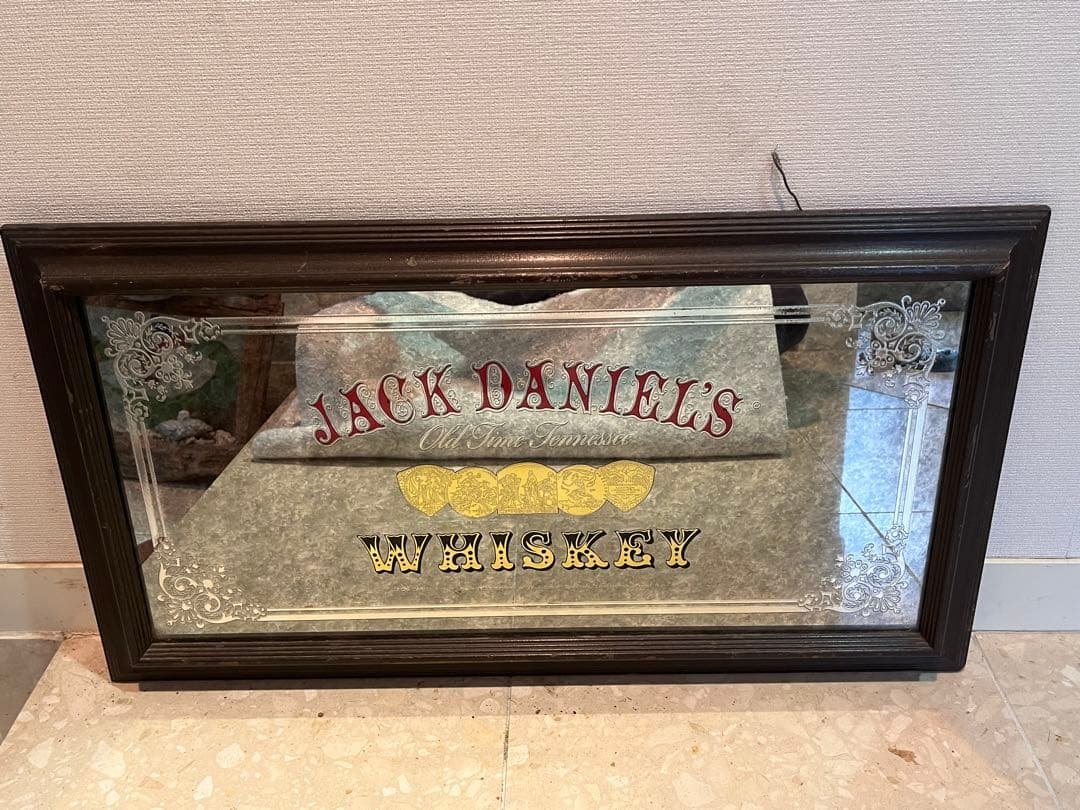 JACK DANIEL'S
Old Time Tennessee
WHISKEY